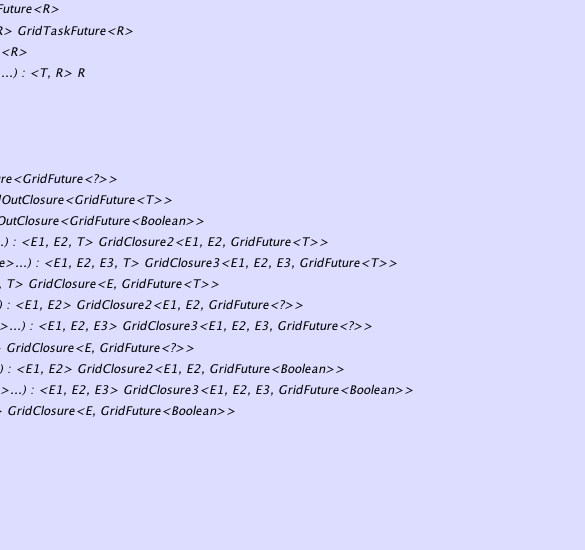 Future<R>
R> GridTaskFuture<R>
<R>
...) : <T, R> R
re<GridFuture<?>>
lOutClosure<GridFuture<T>>
OutClosure<GridFuture<Boolean>>
.) : <E1, E2, T> GridClosure2<E1, E2, GridFuture<T>>
e>...) : <E1, E2, E3, T> GridClosure3<E1, E2, E3, GridFuture<T>>
, T> GridClosure<E, GridFuture<T>>
) : <E1, E2> GridClosure2<E1, E2, GridFuture<?>>
>...) : <E1, E2, E3> GridClosure3<E1, E2, E3, GridFuture<?>>
> GridClosure<E, GridFuture<?>>
) : <E1, E2> GridClosure2<E1, E2, GridFuture<Boolean>>
>...) : <E1, E2, E3> GridClosure3<E1, E2, E3, GridFuture<Boolean>>
> GridClosure<E, GridFuture<Boolean>>